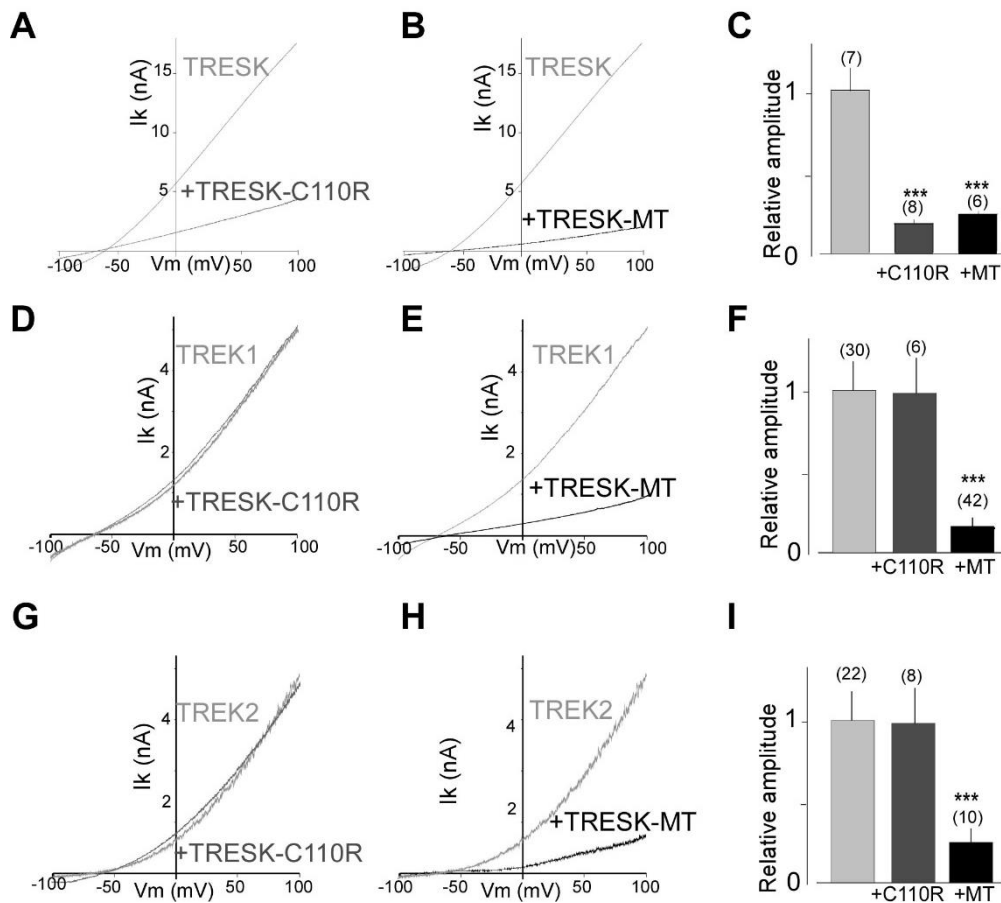 A
Ik (nA)
15
10
5
TRESK
+TRESK-C110R
-100 -50 Vm (mV) 50 100
B
Ik (nA)
15
10
5
TRESK
+TRESK-MT
-100 -50 Vm (mV) 50 100
C
Relative amplitude
1
0
(7)
***
(8)
***
(6)
+C110R +MT
D
Ik (nA)
4
2
TREK1
+TRESK-C110R
-100 -50 Vm (mV) 50 100
E
Ik (nA)
4
2
TREK1
+TRESK-MT
-100 -50 Vm (mV) 50 100
F
Relative amplitude
1
0
(30)
(6)
***
(42)
+C110R +MT
G
Ik (nA)
4
2
TREK2
+TRESK-C110R
-100 -50 Vm (mV) 50 100
H
Ik (nA)
4
2
TREK2
+TRESK-MT
-100 -50 Vm (mV) 50 100
I
Relative amplitude
1
0
(22)
(8)
***
(10)
+C110R +MT